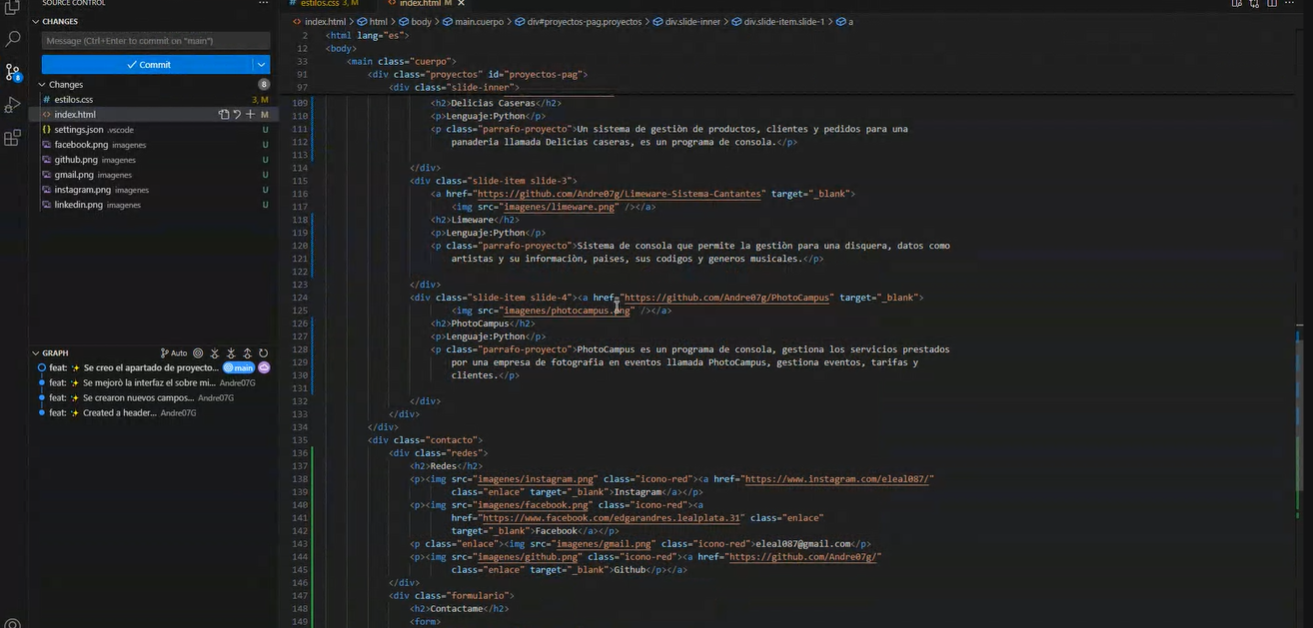 SOURCE CONTROL
CHANGES
Message (Ctrl+Enter to commit on "main")
Commit
Changes 8
# estilos.css 3, M
<> index.html M
{} settings.json .vscode U
facebook.png imagenes U
github.png imagenes U
gmail.png imagenes U
instagram.png imagenes U
linkedin.png imagenes U
GRAPH
Auto
feat: ✨ Se creo el apartado de proyecto... main
feat: ✨ Se mejoró la interfaz el sobre mi... Andre07G
feat: ✨ Se crearon nuevos campos... Andre07G
feat: ✨ Created a header... Andre07G
# estilos.css 3, M
<> index.html M
<> index.html > html > body > main.cuerpo > div#proyectos-pag.proyectos > div.slide-inner > div.slide-item.slide-1 > a
2 <html lang="es">
12 <body>
33 <main class="cuerpo">
91 <div class="proyectos" id="proyectos-pag">
97 <div class="slide-inner">
109 <h2>Delicias Caseras</h2>
110 <p>Lenguaje:Python</p>
111 <p class="parrafo-proyecto">Un sistema de gestiòn de productos, clientes y pedidos para una
112 panaderia llamada Delicias caseras, es un programa de consola.</p>
113
114 </div>
115 <div class="slide-item slide-3">
116 <a href="https://github.com/Andre07g/Limeware-Sistema-Cantantes" target="_blank">
117 <img src="imagenes/limeware.png" /></a>
118 <h2>Limeware</h2>
119 <p>Lenguaje:Python</p>
120 <p class="parrafo-proyecto">Sistema de consola que permite la gestiòn para una disquera, datos como
121 artistas y su informaciòn, paises, sus codigos y generos musicales.</p>
122
123 </div>
124 <div class="slide-item slide-4"><a href="https://github.com/Andre07g/PhotoCampus" target="_blank">
125 <img src="imagenes/photocampus.png" /></a>
126 <h2>PhotoCampus</h2>
127 <p>Lenguaje:Python</p>
128 <p class="parrafo-proyecto">PhotoCampus es un programa de consola, gestiona los servicios prestados
129 por una empresa de fotografia en eventos llamada PhotoCampus, gestiona eventos, tarifas y
130 clientes.</p>
131
132 </div>
133 </div>
134 </div>
135 <div class="contacto">
136 <div class="redes">
137 <h2>Redes</h2>
138 <p><img src="imagenes/instagram.png" class="icono-red"><a href="https://www.instagram.com/eleal087/"
139 class="enlace" target="_blank">Instagram</a></p>
140 <p><img src="imagenes/facebook.png" class="icono-red"><a
141 href="https://www.facebook.com/edgarandres.lealplata.31" class="enlace"
142 target="_blank">Facebook</a></p>
143 <p class="enlace"><img src="imagenes/gmail.png" class="icono-red">eleal087@gmail.com</p>
144 <p><img src="imagenes/github.png" class="icono-red"><a href="https://github.com/Andre07g/"
145 class="enlace" target="_blank">Github</p></a>
146 </div>
147 <div class="formulario">
148 <h2>Contactame</h2>
149 <form>